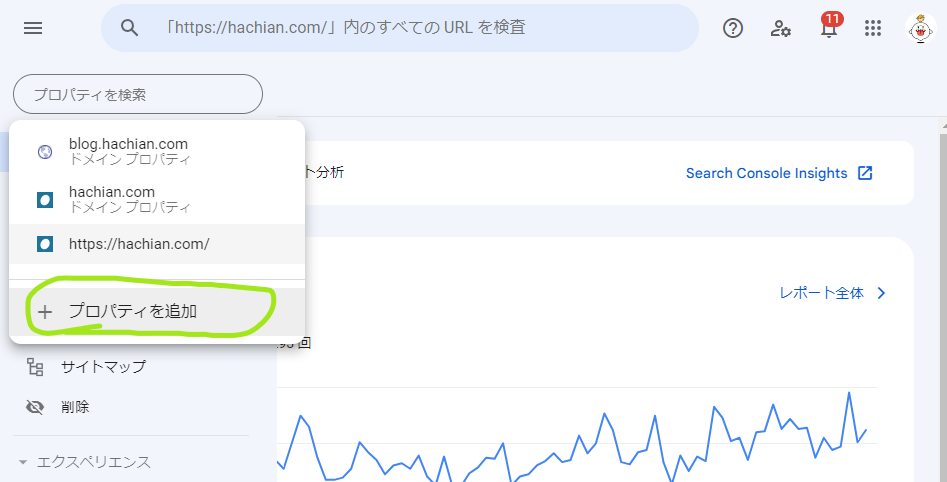 「https://hachian.com/」内のすべての URL を検査
11
プロパティを検索
blog.hachian.com
ドメイン プロパティ
hachian.com
ドメイン プロパティ
https://hachian.com/
プロパティを追加
ト分析
Search Console Insights
レポート全体
回
サイトマップ
削除
エクスペリエンス